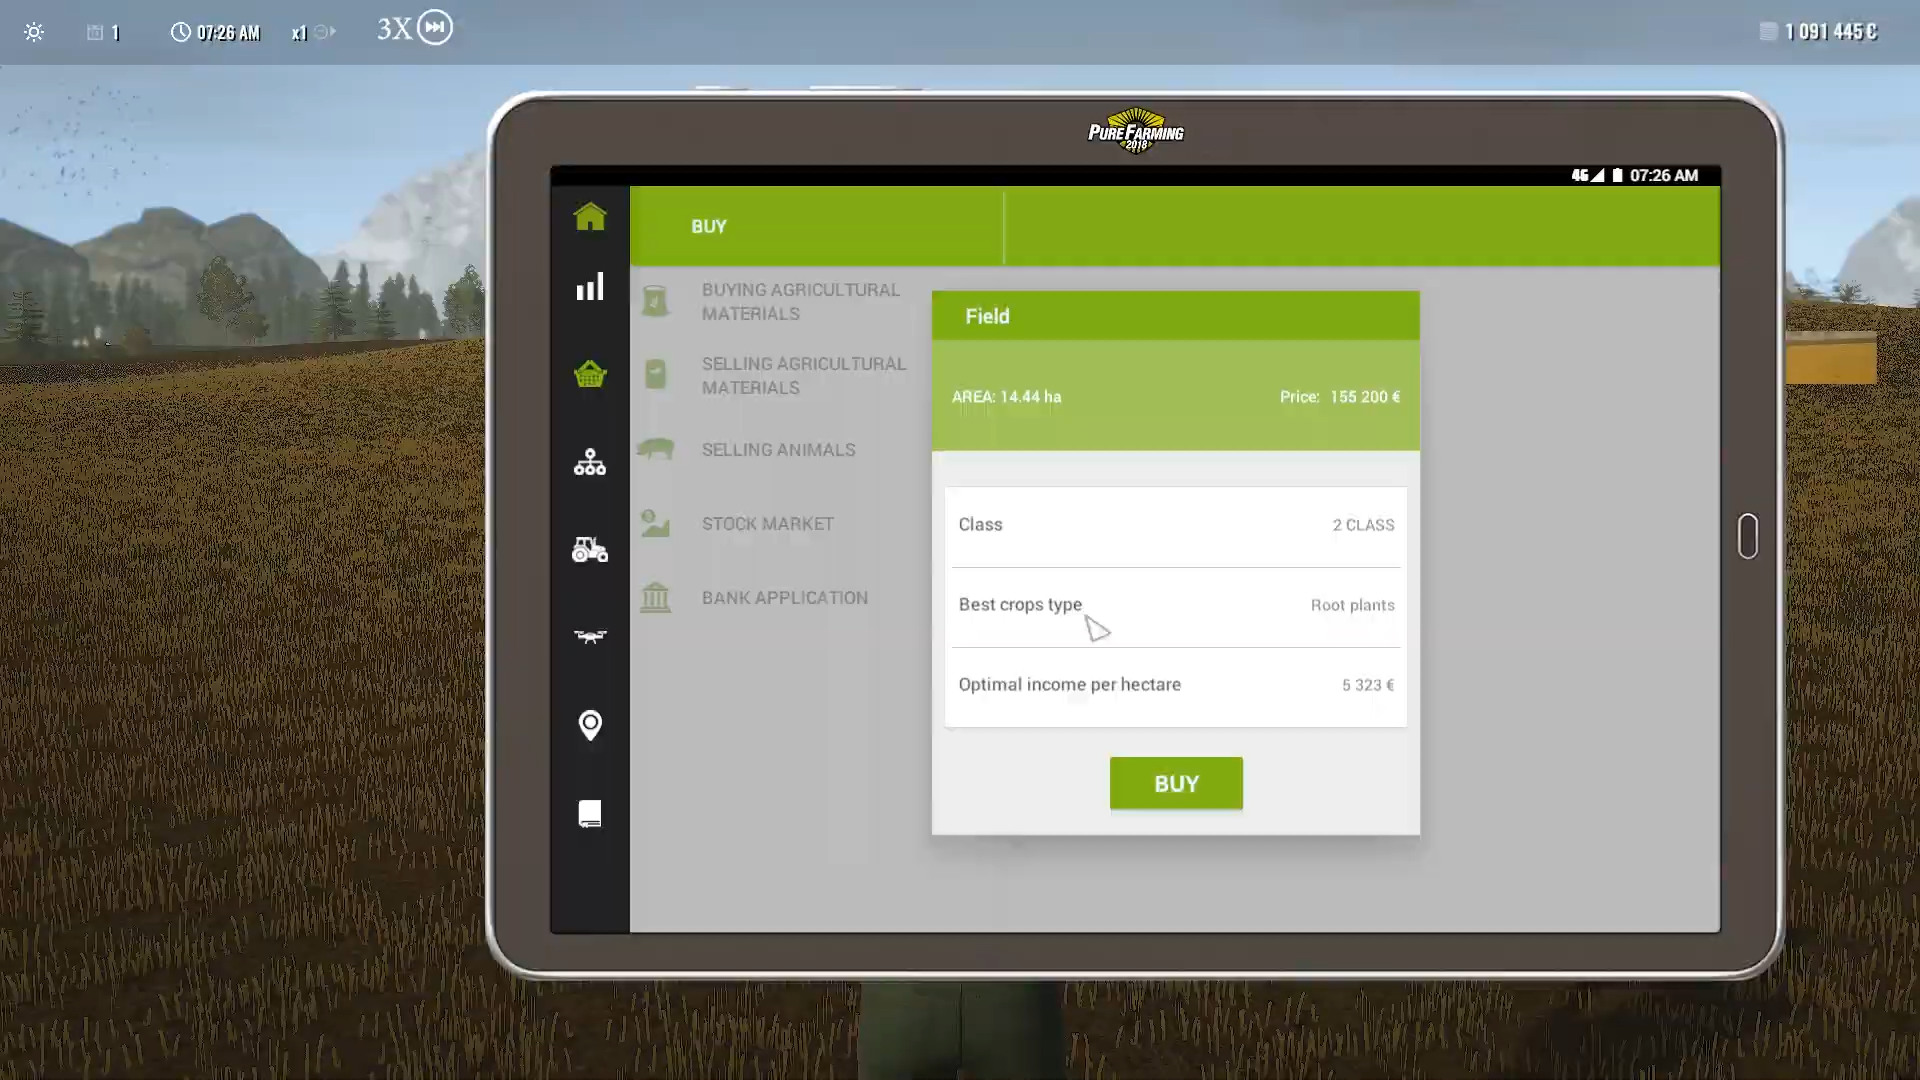 1
07:26 AM
x1
3X
1 091 445 €
PURE FARMING
2018
4G 07:26 AM
BUY
BUYING AGRICULTURAL
MATERIALS
SELLING AGRICULTURAL
MATERIALS
SELLING ANIMALS
STOCK MARKET
BANK APPLICATION
Field
AREA: 14.44 ha
Price: 155 200 €
Class
2 CLASS
Best crops type
Root plants
Optimal income per hectare
5 323 €
BUY